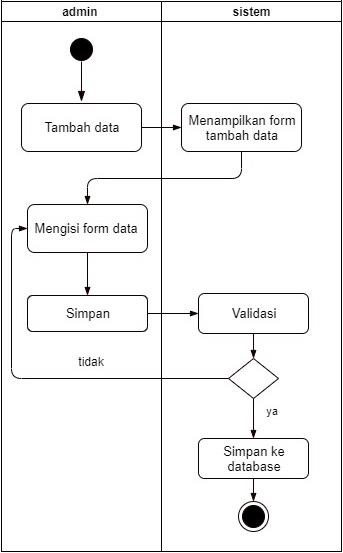 admin
sistem
Tambah data
Menampilkan form
tambah data
Mengisi form data
Simpan
Validasi
tidak
ya
Simpan ke
database